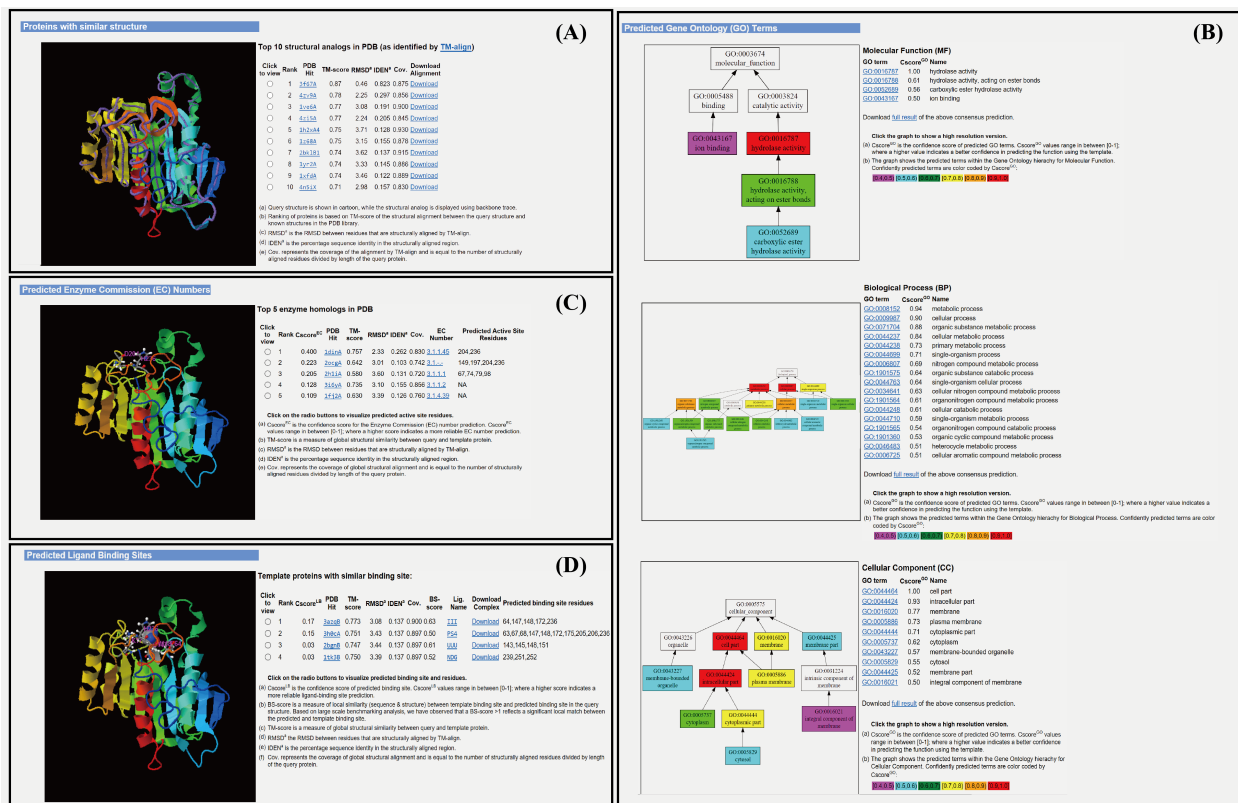 Proteins with similar structure
(A)
Top 10 structural analogs in PDB (as identified by TM-align)
Click to view Rank PDB Hit TM-score RMSDᵃ IDENᵃ Cov. Download Alignment
1 0.87 0.46 0.823 0.875 Download
2 4zv9A 0.78 2.25 0.297 0.856 Download
3 1ve6A 0.77 3.08 0.191 0.900 Download
4 0.77 2.24 0.205 0.845 Download
5 1h2xA4 0.75 3.71 0.128 0.930 Download
6 1z68A 0.75 3.15 0.155 0.878 Download
7 0.74 3.62 0.137 0.915 Download
8 1yr2A 0.74 3.33 0.145 0.886 Download
9 1xfdA 0.74 3.46 0.122 0.889 Download
10 0.71 2.98 0.157 0.830 Download
(a) Query structure is shown in cartoon, while the structural analog is displayed using backbone trace.
(b) Ranking of proteins is based on TM-score of the structural alignment between the query structure and
known structures in the PDB library.
(c) RMSDᵃ is the RMSD between residues that are structurally aligned by TM-align.
(d) IDENᵃ is the percentage sequence identity in the structurally aligned region.
(e) Cov. represents the coverage of the alignment by TM-align and is equal to the number of structurally
aligned residues divided by length of the query protein.
Predicted Enzyme Commission (EC) Numbers
(C)
Top 5 enzyme homologs in PDB
Click to view Rank Cscoreᴱᶜ PDB Hit TM-score RMSDᵃ IDENᵃ Cov. EC Number Predicted Active Site Residues
1 0.400 1dinA 0.757 2.33 0.262 0.830 3.1.1.45 204,236
2 0.223 2ocgA 0.642 3.01 0.103 0.742 3.1.-.- 149,197,204,236
3 0.205 2h1iA 0.580 3.60 0.131 0.720 3.1.1.1 67,74,79,98
4 0.128 3i6yA 0.735 3.10 0.155 0.856 3.1.1.2 NA
5 0.109 1fj2A 0.630 3.39 0.126 0.760 3.1.4.39 NA
Click on the radio buttons to visualize predicted active site residues.
(a) Cscoreᴱᶜ is the confidence score for the Enzyme Commission (EC) number prediction. Cscoreᴱᶜ
values range in between [0-1]; where a higher score indicates a more reliable EC number prediction.
(b) TM-score is a measure of global structural similarity between query and template protein.
(c) RMSDᵃ is the RMSD between residues that are structurally aligned by TM-align.
(d) IDENᵃ is the percentage sequence identity in the structurally aligned region.
(e) Cov. represents the coverage of global structural alignment and is equal to the number of structurally
aligned residues divided by length of the query protein.
Predicted Ligand Binding Sites
(D)
Template proteins with similar binding site:
Click to view Rank Cscoreᴸᴮ PDB Hit TM-score RMSDᵃ IDENᵃ Cov. BS-score Lig. Name Download Complex Predicted binding site residues
1 0.17 3azqB 0.773 3.08 0.137 0.900 0.63 III Download 64,147,148,172,236
2 0.15 3h0cA 0.751 3.43 0.137 0.897 0.50 PS4 Download 63,67,68,147,148,172,175,205,206,236
3 0.03 2bgnB 0.747 3.44 0.137 0.897 0.61 UUU Download 143,145,148,151
4 0.03 1tk3B 0.750 3.39 0.137 0.897 0.52 NDG Download 239,251,252
Click on the radio buttons to visualize predicted binding site and residues.
(a) Cscoreᴸᴮ is the confidence score of predicted binding site. Cscoreᴸᴮ values range in between [0-1]; where a higher score indicates a
more reliable ligand-binding site prediction.
(b) BS-score is a measure of local similarity (sequence & structure) between template binding site and predicted binding site in the query
structure. Based on large scale benchmarking analysis, we have observed that a BS-score >1 reflects a significant local match between
the predicted and template binding site.
(c) TM-score is a measure of global structural similarity between query and template protein.
(d) RMSDᵃ the RMSD between residues that are structurally aligned by TM-align.
(e) IDENᵃ is the percentage sequence identity in the structurally aligned region.
(f) Cov. represents the coverage of global structural alignment and is equal to the number of structurally aligned residues divided by length
of the query protein.
Predicted Gene Ontology (GO) Terms
(B)
GO:0003674
molecular_function
GO:0005488
binding
GO:0003824
catalytic activity
GO:0043167
ion binding
GO:0016787
hydrolase activity
GO:0016788
hydrolase activity,
acting on ester bonds
GO:0052689
carboxylic ester
hydrolase activity
Molecular Function (MF)
GO term Cscoreᴳᴼ Name
GO:0016787 1.00 hydrolase activity
GO:0016788 0.61 hydrolase activity, acting on ester bonds
GO:0052689 0.56 carboxylic ester hydrolase activity
GO:0043167 0.50 ion binding
Download full result of the above consensus prediction.
Click the graph to show a high resolution version.
(a) Cscoreᴳᴼ is the confidence score of predicted GO terms. Cscoreᴳᴼ values range in between [0-1];
where a higher value indicates a better confidence in predicting the function using the template.
(b) The graph shows the predicted terms within the Gene Ontology hierachy for Molecular Function.
Confidently predicted terms are color coded by Cscoreᴳᴼ:
[0.4,0.5) [0.5,0.6) [0.6,0.7) [0.7,0.8) [0.8,0.9) [0.9,1.0]
Biological Process (BP)
GO term Cscoreᴳᴼ Name
GO:0008152 0.94 metabolic process
GO:0009987 0.90 cellular process
GO:0071704 0.88 organic substance metabolic process
GO:0044237 0.84 cellular metabolic process
GO:0044238 0.73 primary metabolic process
GO:0044699 0.71 single-organism process
GO:0006807 0.69 nitrogen compound metabolic process
GO:1901575 0.64 organic substance catabolic process
GO:0044763 0.64 single-organism cellular process
GO:0034641 0.63 cellular nitrogen compound metabolic process
GO:1901564 0.61 organonitrogen compound metabolic process
GO:0044248 0.61 cellular catabolic process
GO:0044710 0.59 single-organism metabolic process
GO:1901565 0.54 organonitrogen compound catabolic process
GO:1901360 0.53 organic cyclic compound metabolic process
GO:0046483 0.51 heterocycle metabolic process
GO:0006725 0.51 cellular aromatic compound metabolic process
Download full result of the above consensus prediction.
Click the graph to show a high resolution version.
(a) Cscoreᴳᴼ is the confidence score of predicted GO terms. Cscoreᴳᴼ values range in between [0-1]; where a higher value indicates a
better confidence in predicting the function using the template.
(b) The graph shows the predicted terms within the Gene Ontology hierachy for Biological Process. Confidently predicted terms are color
coded by Cscoreᴳᴼ:
[0.4,0.5) [0.5,0.6) [0.6,0.7) [0.7,0.8) [0.8,0.9) [0.9,1.0]
GO:0005575
cellular_component
GO:0043226
organelle
GO:0044464
cell part
GO:0016020
membrane
GO:0044425
membrane part
GO:0043227
membrane-bounded
organelle
GO:0044424
intracellular part
GO:0005886
plasma membrane
GO:0031224
intrinsic component of
membrane
GO:0005737
cytoplasm
GO:0044444
cytoplasmic part
GO:0016021
integral component of
membrane
GO:0005829
cytosol
Cellular Component (CC)
GO term Cscoreᴳᴼ Name
GO:0044464 1.00 cell part
GO:0044424 0.93 intracellular part
GO:0016020 0.77 membrane
GO:0005886 0.73 plasma membrane
GO:0044444 0.71 cytoplasmic part
GO:0005737 0.62 cytoplasm
GO:0043227 0.57 membrane-bounded organelle
GO:0005829 0.55 cytosol
GO:0044425 0.52 membrane part
GO:0016021 0.50 integral component of membrane
Download full result of the above consensus prediction.
Click the graph to show a high resolution version.
(a) Cscoreᴳᴼ is the confidence score of predicted GO terms. Cscoreᴳᴼ values
range in between [0-1]; where a higher value indicates a better confidence
in predicting the function using the template.
(b) The graph shows the predicted terms within the Gene Ontology hierachy for
Cellular Component. Confidently predicted terms are color coded by
Cscoreᴳᴼ:
[0.4,0.5) [0.5,0.6) [0.6,0.7) [0.7,0.8) [0.8,0.9) [0.9,1.0]